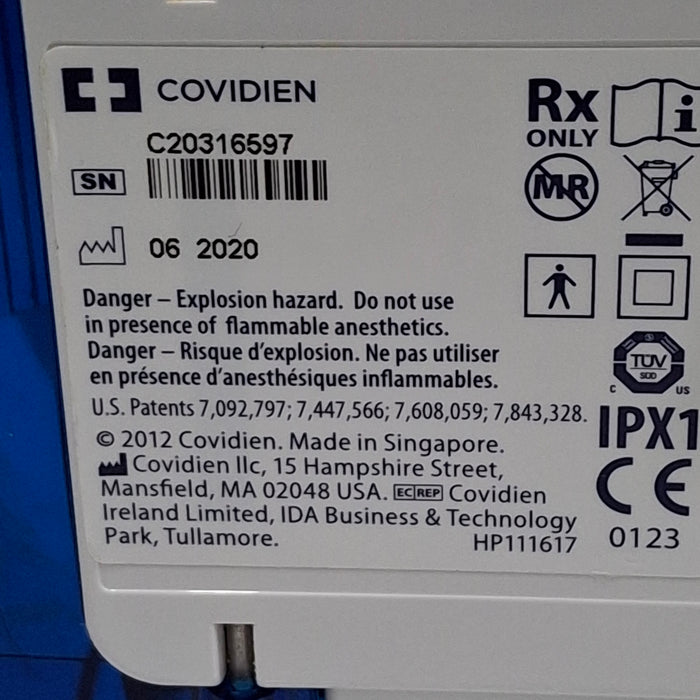 COVIDIEN
C20316597
SN
06 2020
Danger – Explosion hazard. Do not use
in presence of flammable anesthetics.
Danger – Risque d'explosion. Ne pas utiliser
en présence d'anesthésiques inflammables.
U.S. Patents 7,092,797; 7,447,566; 7,608,059; 7,843,328.
© 2012 Covidien. Made in Singapore.
Covidien llc, 15 Hampshire Street,
Mansfield, MA 02048 USA. EC REP Covidien
Ireland Limited, IDA Business & Technology
Park, Tullamore.
HP111617
Rx
ONLY
i
MR
TÜV
SÜD
C US
IPX1
CE
0123